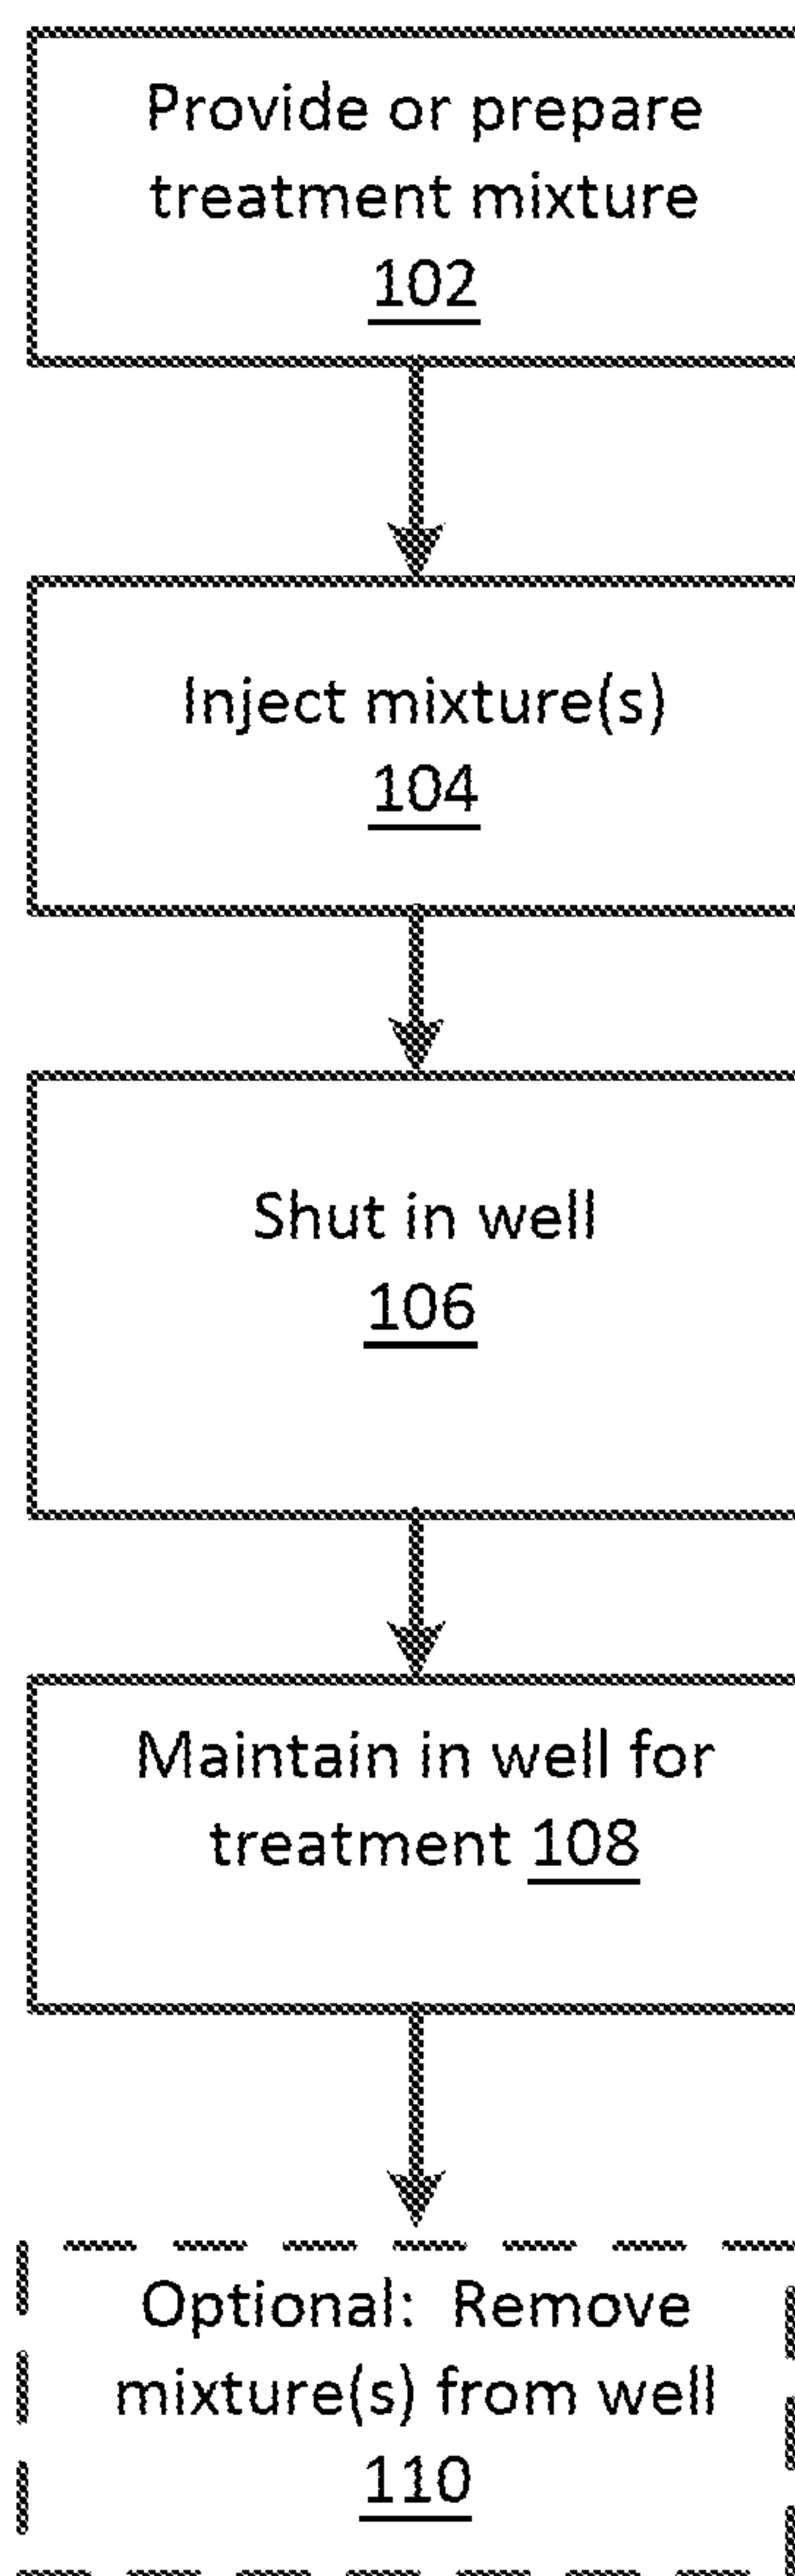 Provide or prepare
treatment mixture
102
Inject mixture(s)
104
Shut in well
106
Maintain in well for
treatment 108
Optional: Remove
mixture(s) from well
110